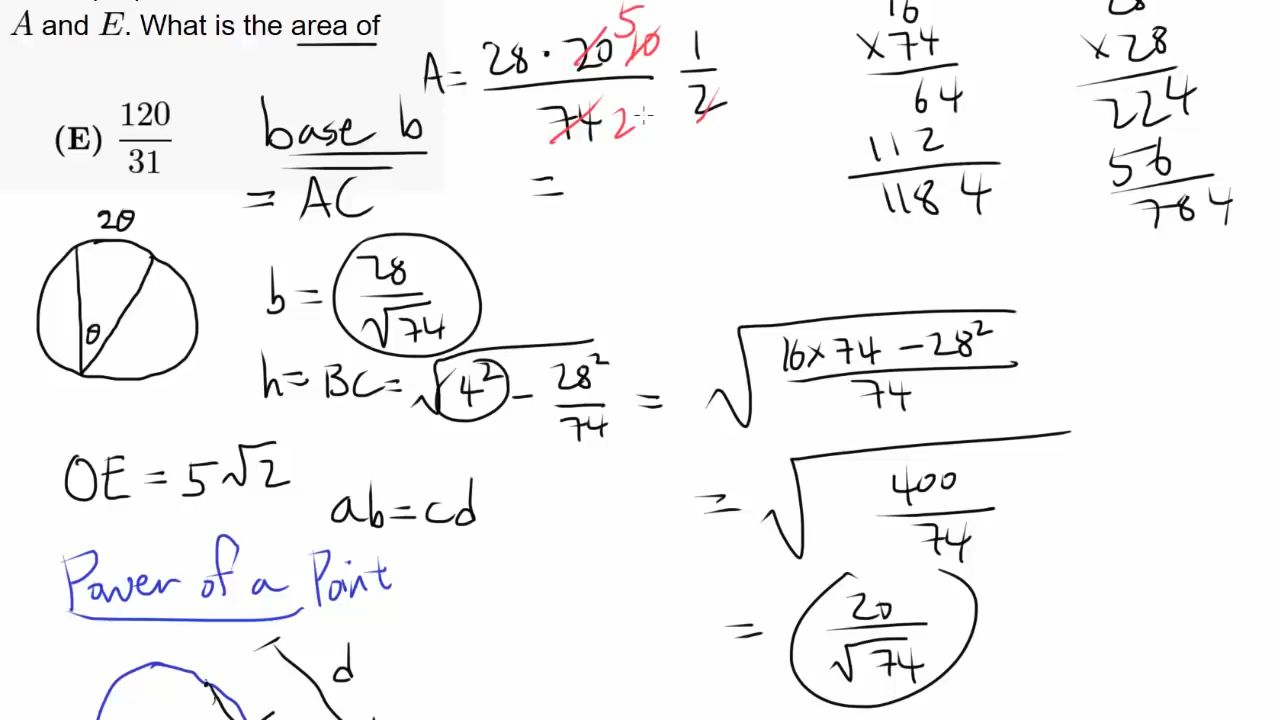 A and E. What is the area of
(E) 120/31
base b
= AC
A = 28 · 20 5 10 / 74 2 1/2
=
16
×74
64
112
1184
28
×28
224
56
784
2θ
θ
b = 28/√74
h = BC = √4² − 28²/74 = √(16×74 − 28²)/74
= √400/74
= 20/√74
OE = 5√2
ab = cd
Power of a Point
d